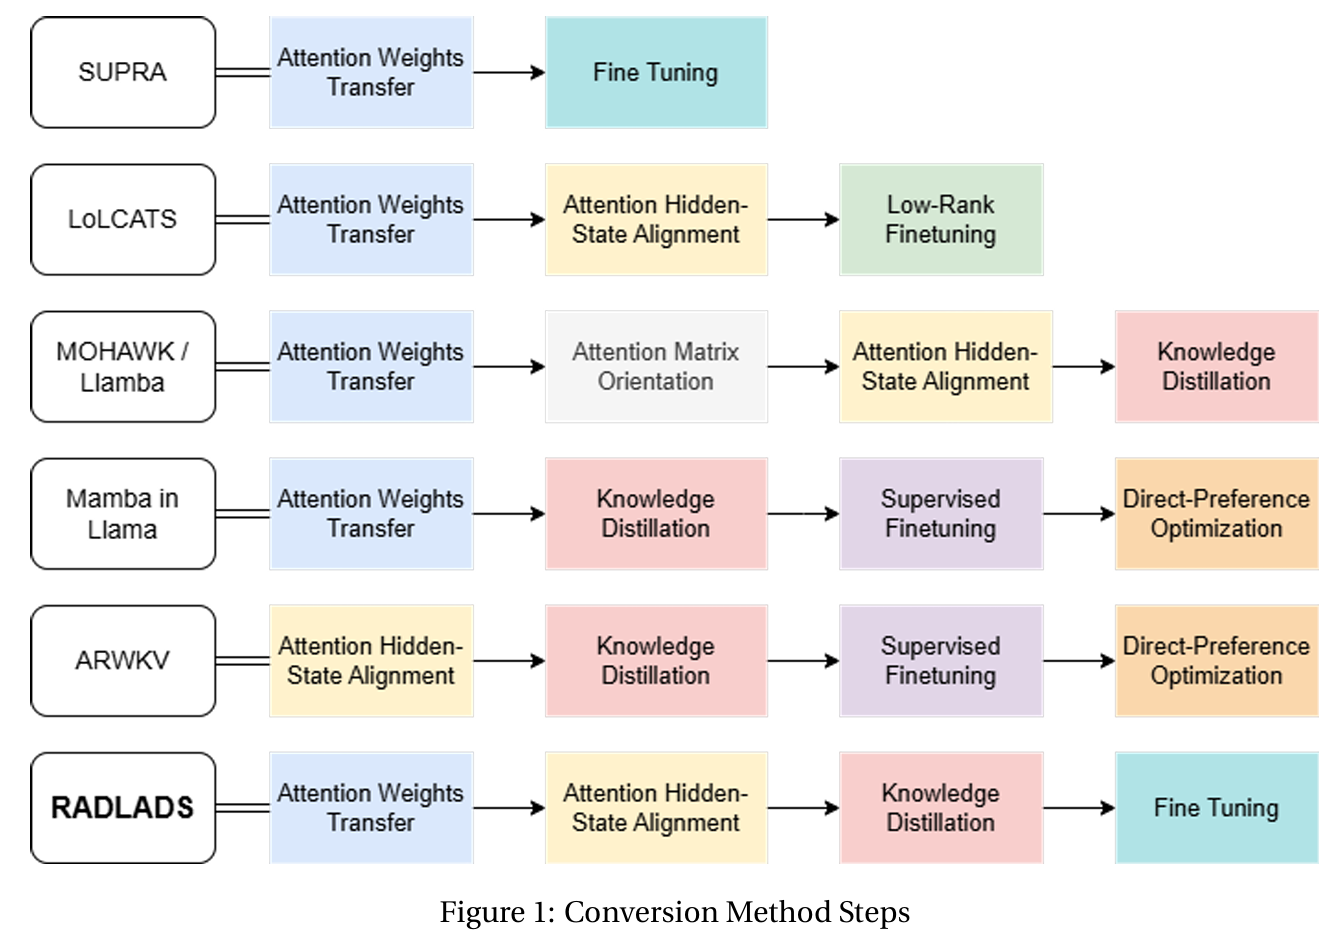 SUPRA
Attention Weights
Transfer
Fine Tuning
LoLCATS
Attention Weights
Transfer
Attention Hidden-
State Alignment
Low-Rank
Finetuning
MOHAWK /
Llamba
Attention Weights
Transfer
Attention Matrix
Orientation
Attention Hidden-
State Alignment
Knowledge
Distillation
Mamba in
Llama
Attention Weights
Transfer
Knowledge
Distillation
Supervised
Finetuning
Direct-Preference
Optimization
ARWKV
Attention Hidden-
State Alignment
Knowledge
Distillation
Supervised
Finetuning
Direct-Preference
Optimization
RADLADS
Attention Weights
Transfer
Attention Hidden-
State Alignment
Knowledge
Distillation
Fine Tuning
Figure 1: Conversion Method Steps